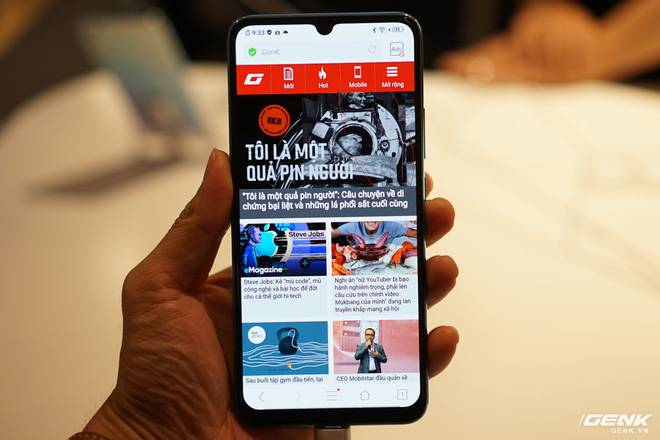 9:33
GenK
Ads
G
Mới Hot Mobile Mở rộng
TÔI LÀ MỘT
QUẢ PIN NGƯỜI
"Tôi là một quả pin người": Câu chuyện về di
chứng bại liệt và những lá phổi sắt cuối cùng
Steve Jobs
eMagazine
Steve Jobs: Kẻ "mù code", mù
công nghệ và bài học để đời
cho cả thế giới hi-tech
Nghi án "nữ YouTuber bị bạo
hành nghiêm trọng, phải lén
cầu cứu trên chính video
Mukbang của mình" đang lan
truyền khắp mạng xã hội
Sau buổi tập gym đầu tiên, tại
CEO Mobiistar đầu quân về
1
GENK
GENK.VN